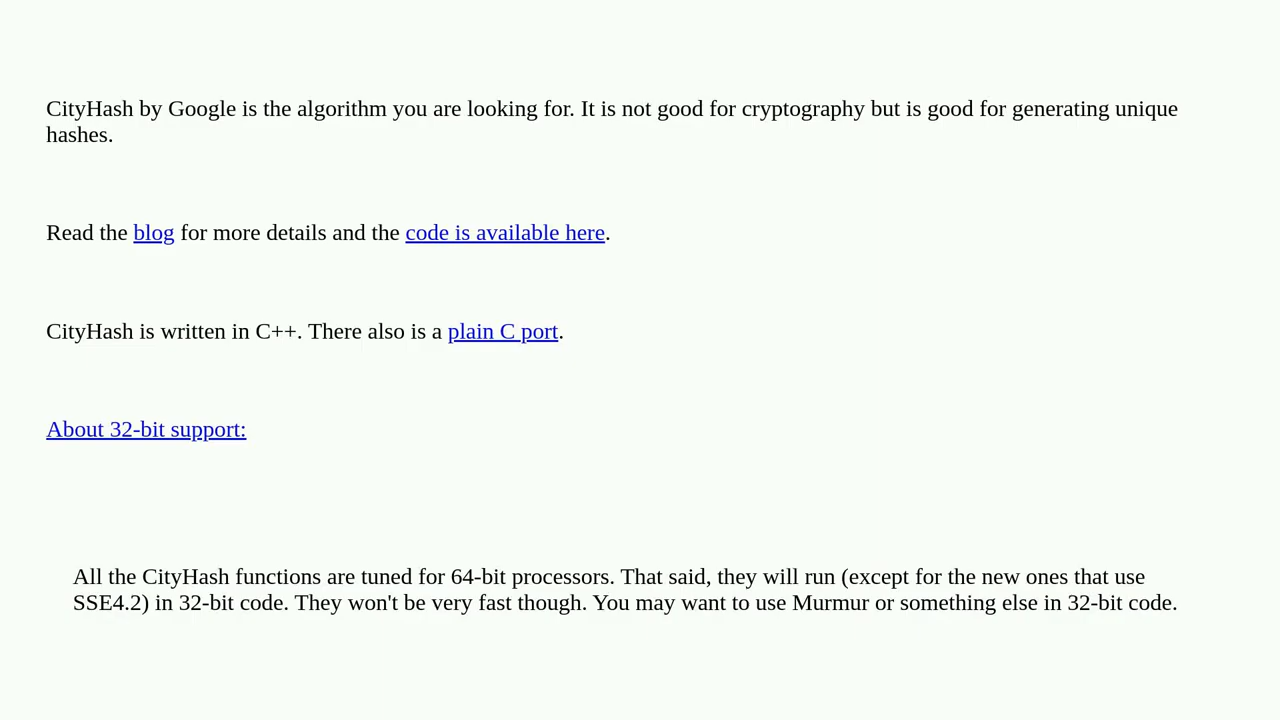 CityHash by Google is the algorithm you are looking for. It is not good for cryptography but is good for generating unique
hashes.
Read the blog for more details and the code is available here.
CityHash is written in C++. There also is a plain C port.
About 32-bit support:
All the CityHash functions are tuned for 64-bit processors. That said, they will run (except for the new ones that use
SSE4.2) in 32-bit code. They won't be very fast though. You may want to use Murmur or something else in 32-bit code.